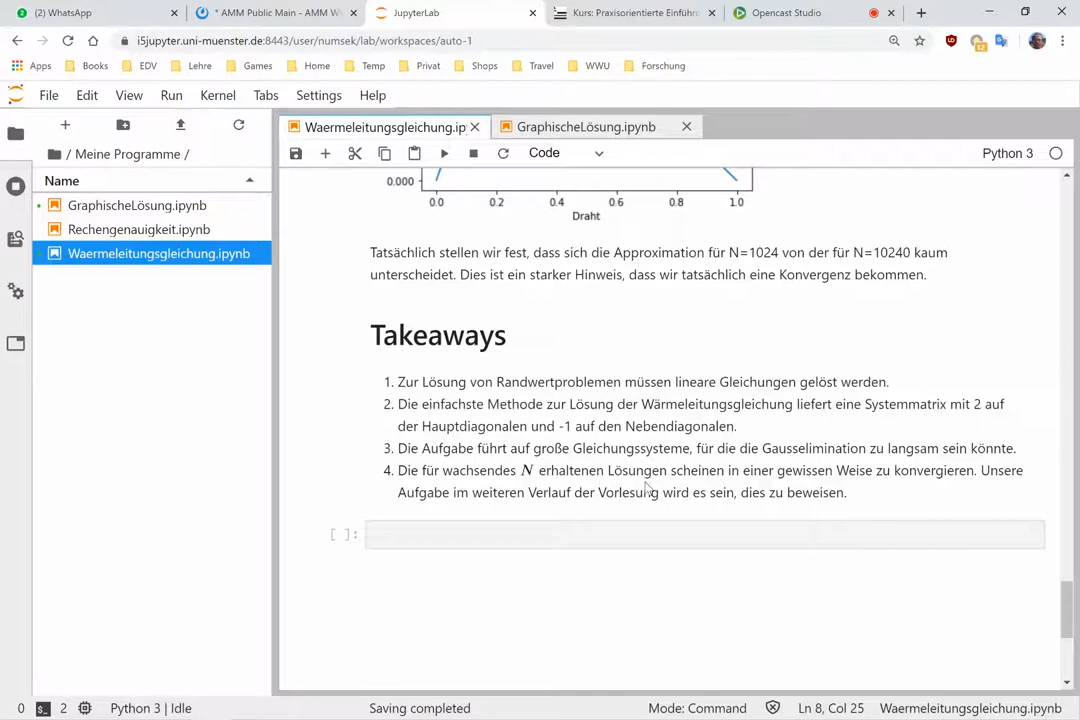 (2) WhatsApp
* AMM Public Main - AMM W
JupyterLab
Kurs: Praxisorientierte Einführ
Opencast Studio
i5jupyter.uni-muenster.de:8443/user/numsek/lab/workspaces/auto-1
12
Apps Books EDV Lehre Games Home Temp Privat Shops Travel WWU Forschung
File Edit View Run Kernel Tabs Settings Help
Waermeleitungsgleichung.ip
GraphischeLösung.ipynb
/ Meine Programme /
Code
Python 3
Name
GraphischeLösung.ipynb
Rechengenauigkeit.ipynb
Waermeleitungsgleichung.ipynb
0.000
0.0 0.2 0.4 0.6 0.8 1.0
Draht
Tatsächlich stellen wir fest, dass sich die Approximation für N=1024 von der für N=10240 kaum
unterscheidet. Dies ist ein starker Hinweis, dass wir tatsächlich eine Konvergenz bekommen.
Takeaways
1. Zur Lösung von Randwertproblemen müssen lineare Gleichungen gelöst werden.
2. Die einfachste Methode zur Lösung der Wärmeleitungsgleichung liefert eine Systemmatrix mit 2 auf
der Hauptdiagonalen und -1 auf den Nebendiagonalen.
3. Die Aufgabe führt auf große Gleichungssysteme, für die die Gausselimination zu langsam sein könnte.
4. Die für wachsendes N erhaltenen Lösungen scheinen in einer gewissen Weise zu konvergieren. Unsere
Aufgabe im weiteren Verlauf der Vorlesung wird es sein, dies zu beweisen.
[ ]:
0 2 Python 3 | Idle Saving completed Mode: Command Ln 8, Col 25 Waermeleitungsgleichung.ipynb